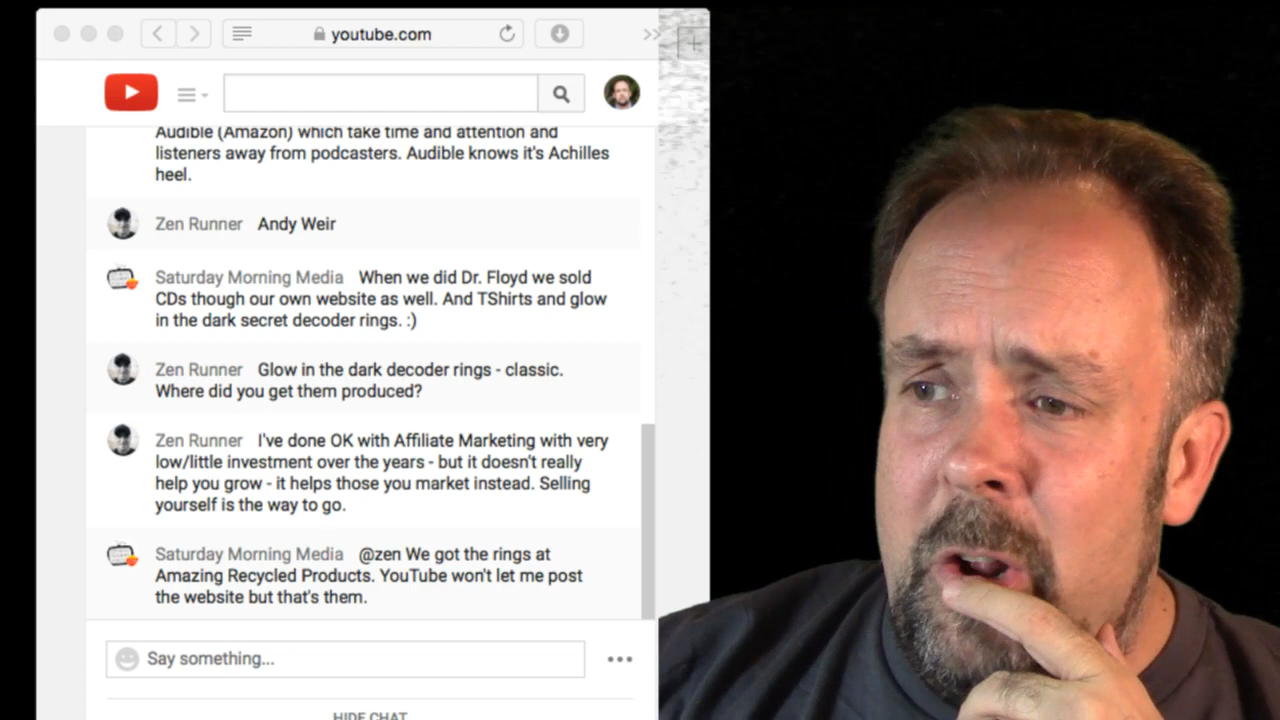 youtube.com
Audible (Amazon) which take time and attention and
listeners away from podcasters. Audible knows it's Achilles
heel.
Zen Runner Andy Weir
Saturday Morning Media When we did Dr. Floyd we sold
CDs though our own website as well. And TShirts and glow
in the dark secret decoder rings. :)
Zen Runner Glow in the dark decoder rings - classic.
Where did you get them produced?
Zen Runner I've done OK with Affiliate Marketing with very
low/little investment over the years - but it doesn't really
help you grow - it helps those you market instead. Selling
yourself is the way to go.
Saturday Morning Media @zen We got the rings at
Amazing Recycled Products. YouTube won't let me post
the website but that's them.
Say something...
HIDE CHAT